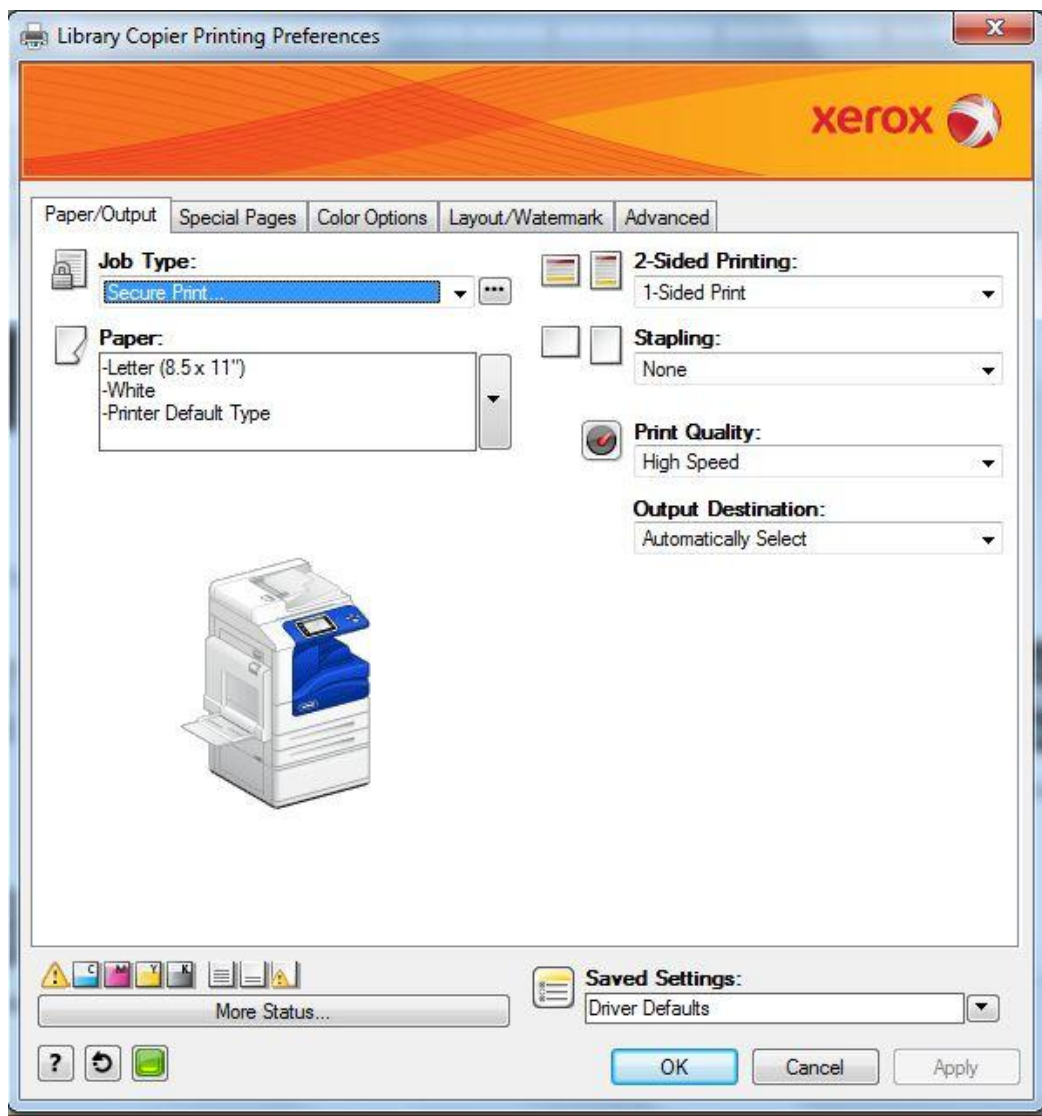 Library Copier Printing Preferences
xerox
Paper/Output Special Pages Color Options Layout/Watermark Advanced
Job Type:
Secure Print...
Paper:
-Letter (8.5 x 11")
-White
-Printer Default Type
2-Sided Printing:
1-Sided Print
Stapling:
None
Print Quality:
High Speed
Output Destination:
Automatically Select
C M Y K
More Status...
Saved Settings:
Driver Defaults
?
OK Cancel Apply